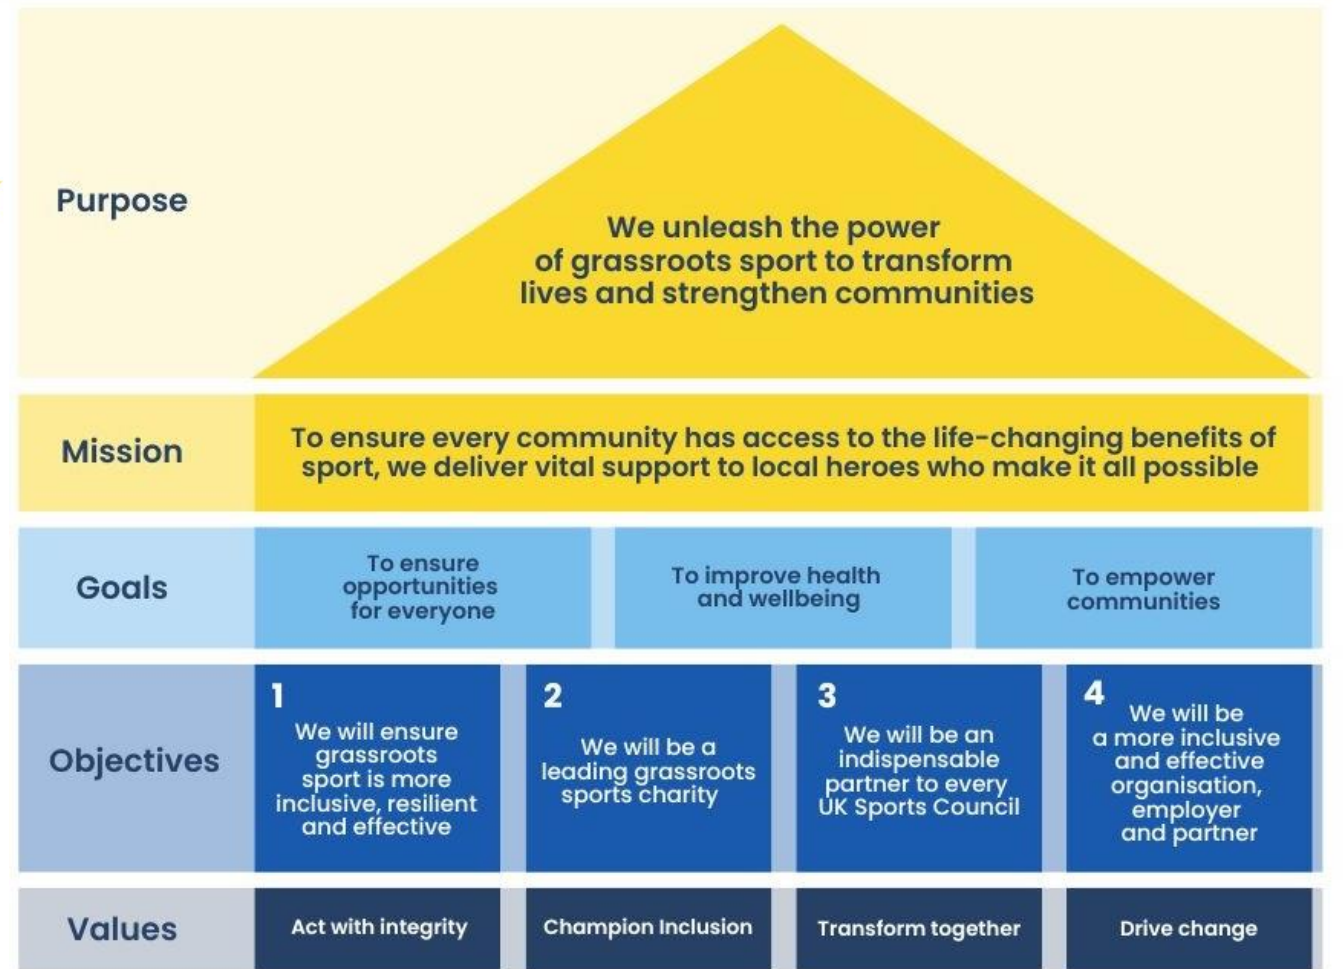 Purpose
We unleash the power
of grassroots sport to transform
lives and strengthen communities
Mission
To ensure every community has access to the life-changing benefits of
sport, we deliver vital support to local heroes who make it all possible
Goals
To ensure
opportunities
for everyone
To improve health
and wellbeing
To empower
communities
Objectives
1
We will ensure
grassroots
sport is more
inclusive, resilient
and effective
2
We will be a
leading grassroots
sports charity
3
We will be an
indispensable
partner to every
UK Sports Council
4
We will be
a more inclusive
and effective
organisation,
employer
and partner
Values
Act with integrity
Champion Inclusion
Transform together
Drive change